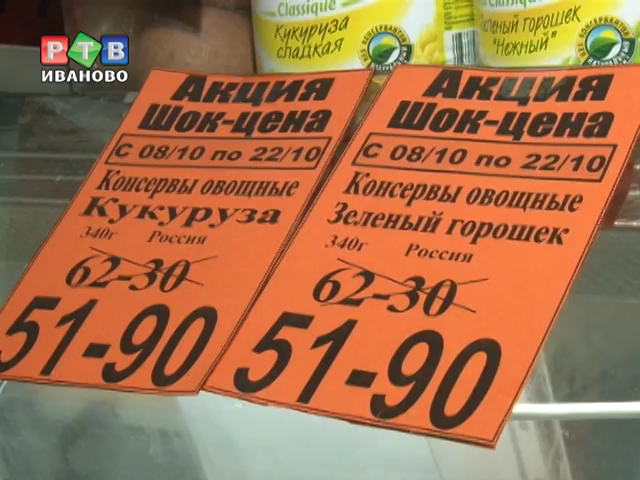 РТВ
ИВАНОВО
Classique
Кукуруза
сладкая
Зеленый горошек
"Нежный"
Акция
Шок-цена
С 08/10 по 22/10
Консервы овощные
Кукуруза
340г Россия
62-30
51-90
Акция
Шок-цена
С 08/10 по 22/10
Консервы овощные
Зеленый горошек
340г Россия
62-30
51-90